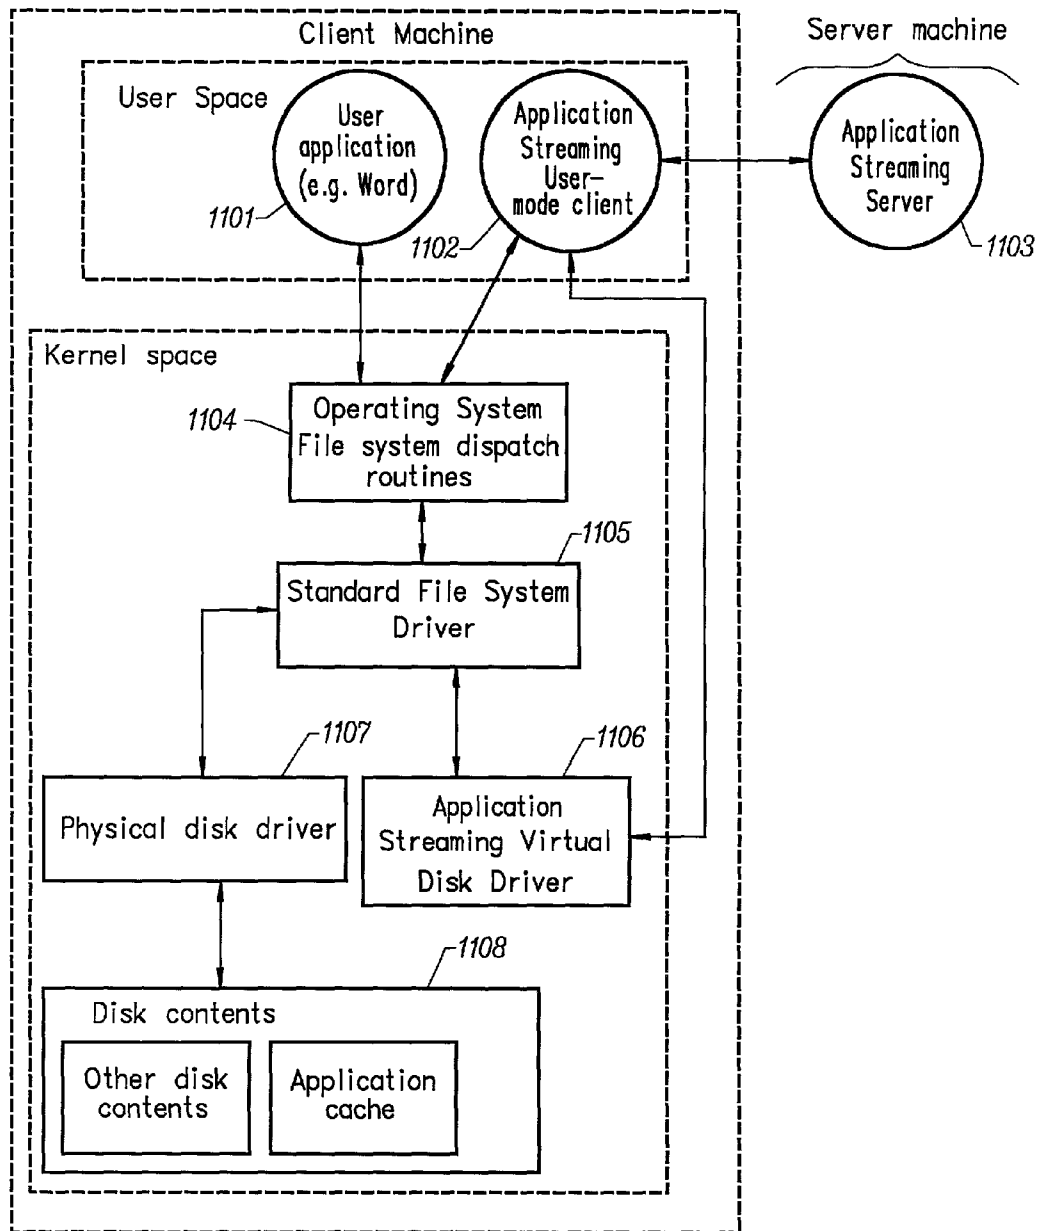 Client Machine
Server machine
User Space
User
application
(e.g. Word)
1101
Application
Streaming
User-
mode client
1102
Application
Streaming
Server
1103
Kernel space
1104
Operating System
File system dispatch
routines
1105
Standard File System
Driver
1107
Physical disk driver
1106
Application
Streaming Virtual
Disk Driver
1108
Disk contents
Other disk
contents
Application
cache